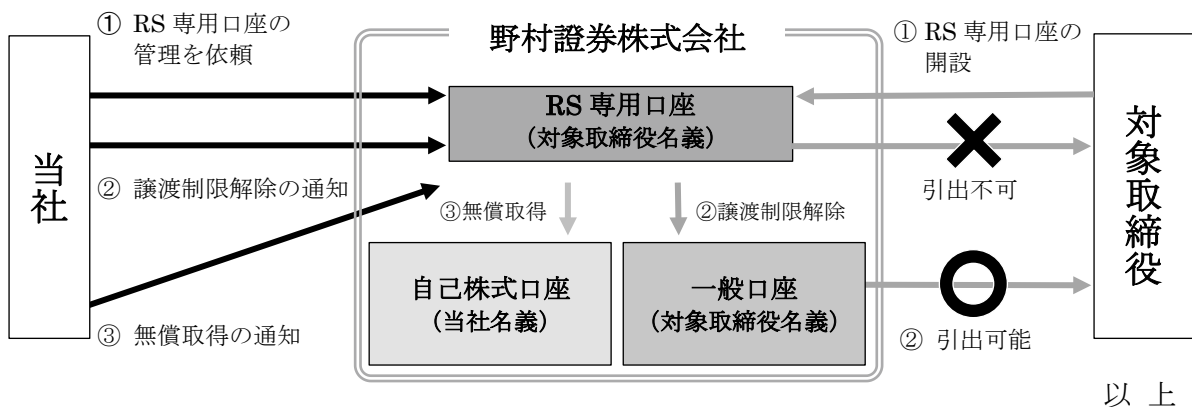 ① RS 専用口座の
管理を依頼
野村證券株式会社
① RS 専用口座の
開設
RS 専用口座
(対象取締役名義)
当社
対象取締役
② 譲渡制限解除の通知
引出不可
③無償取得
②譲渡制限解除
自己株式口座
(当社名義)
一般口座
(対象取締役名義)
③ 無償取得の通知
② 引出可能
以 上